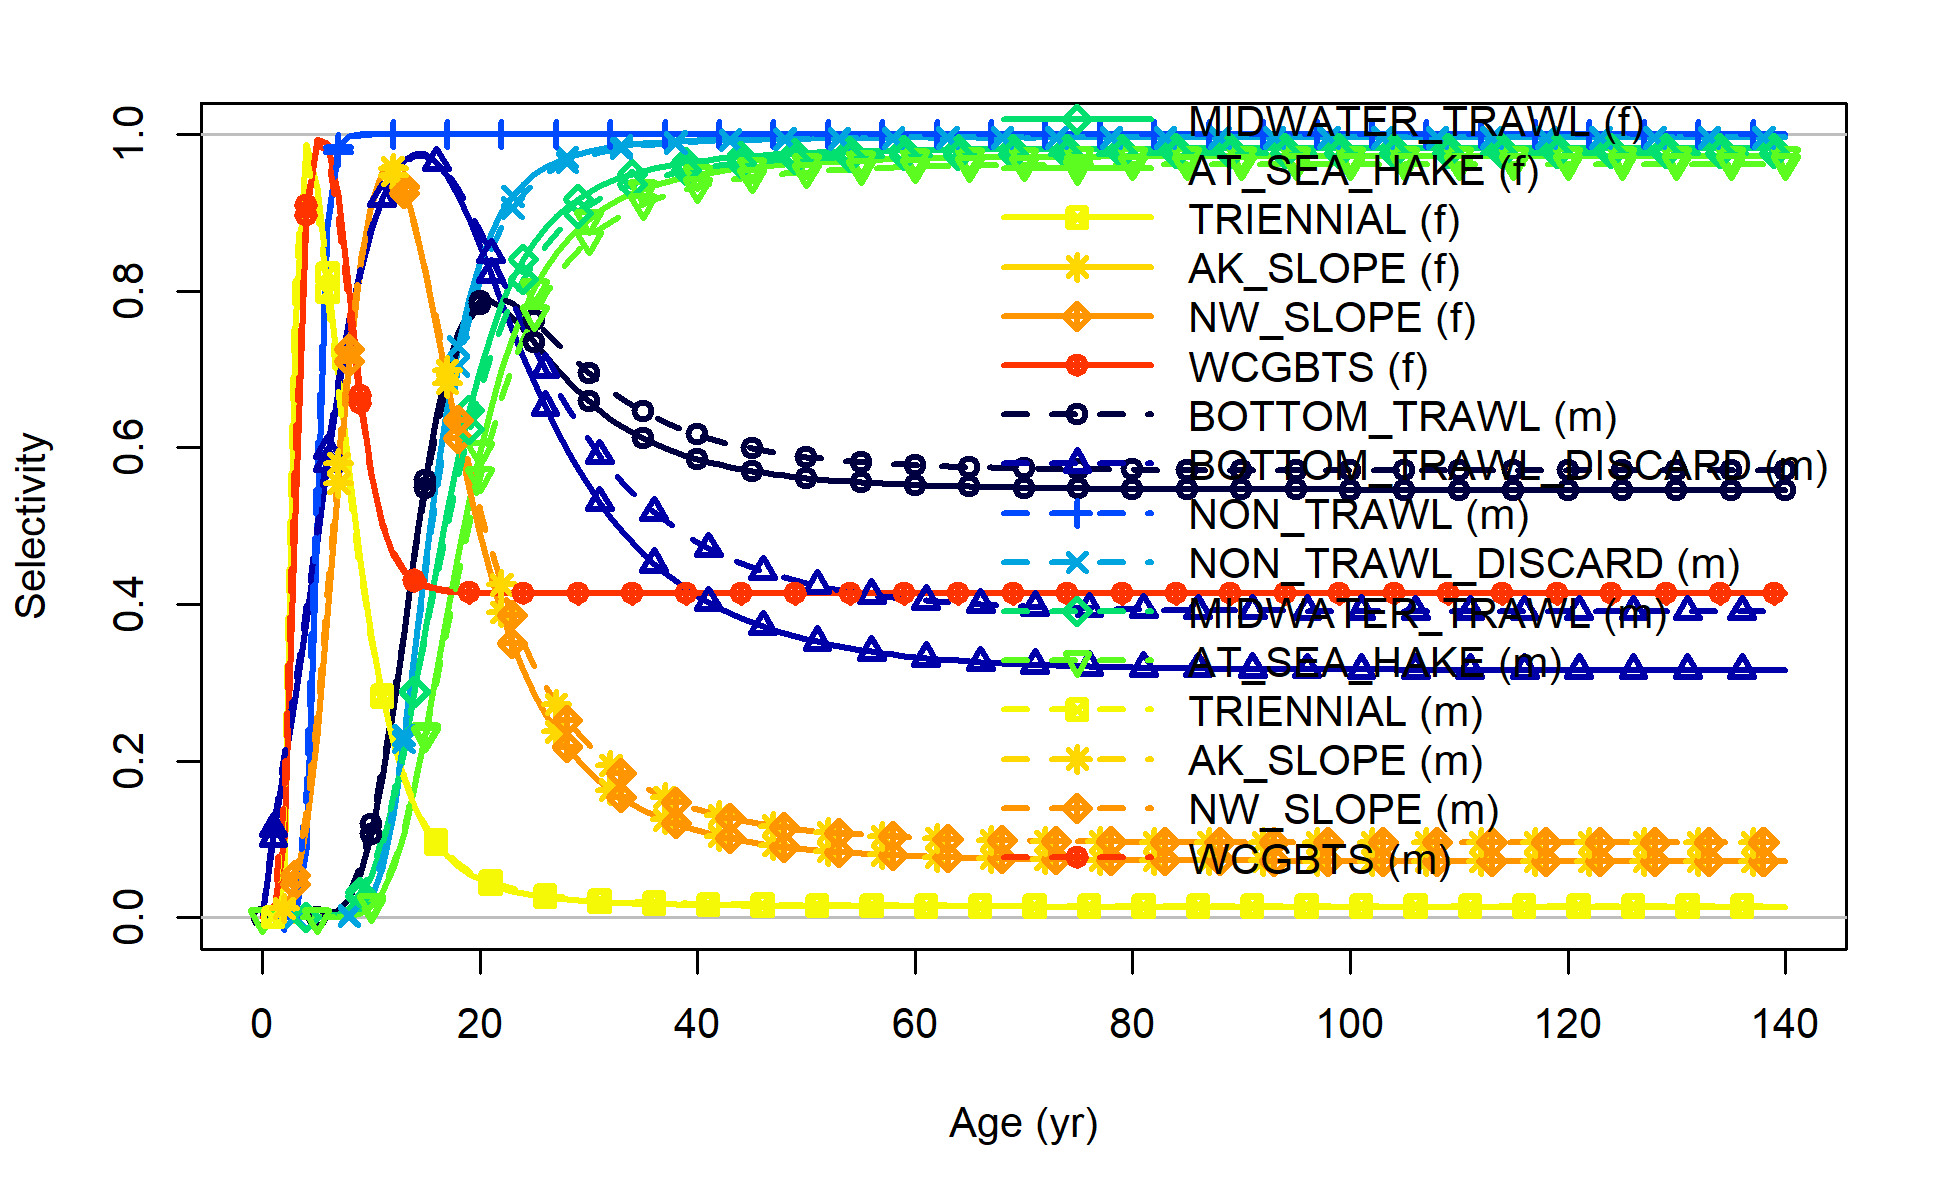 MIDWATER_TRAWL (f)
AT_SEA_HAKE (f)
TRIENNIAL (f)
AK_SLOPE (f)
NW_SLOPE (f)
WCGBTS (f)
BOTTOM_TRAWL (m)
BOTTOM_TRAWL_DISCARD (m)
NON_TRAWL (m)
NON_TRAWL_DISCARD (m)
MIDWATER_TRAWL (m)
AT_SEA_HAKE (m)
TRIENNIAL (m)
AK_SLOPE (m)
NW_SLOPE (m)
WCGBTS (m)
Selectivity
1.0
0.8
0.6
0.4
0.2
0.0
0 20 40 60 80 100 120 140
Age (yr)